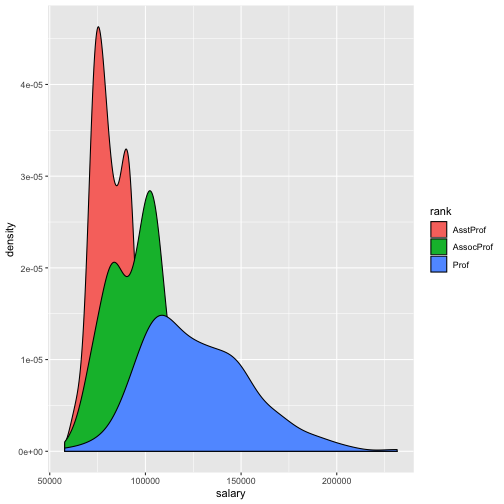 4e-05
3e-05
2e-05
1e-05
0e+00
density
50000
100000
150000
200000
salary
rank
AsstProf
AssocProf
Prof